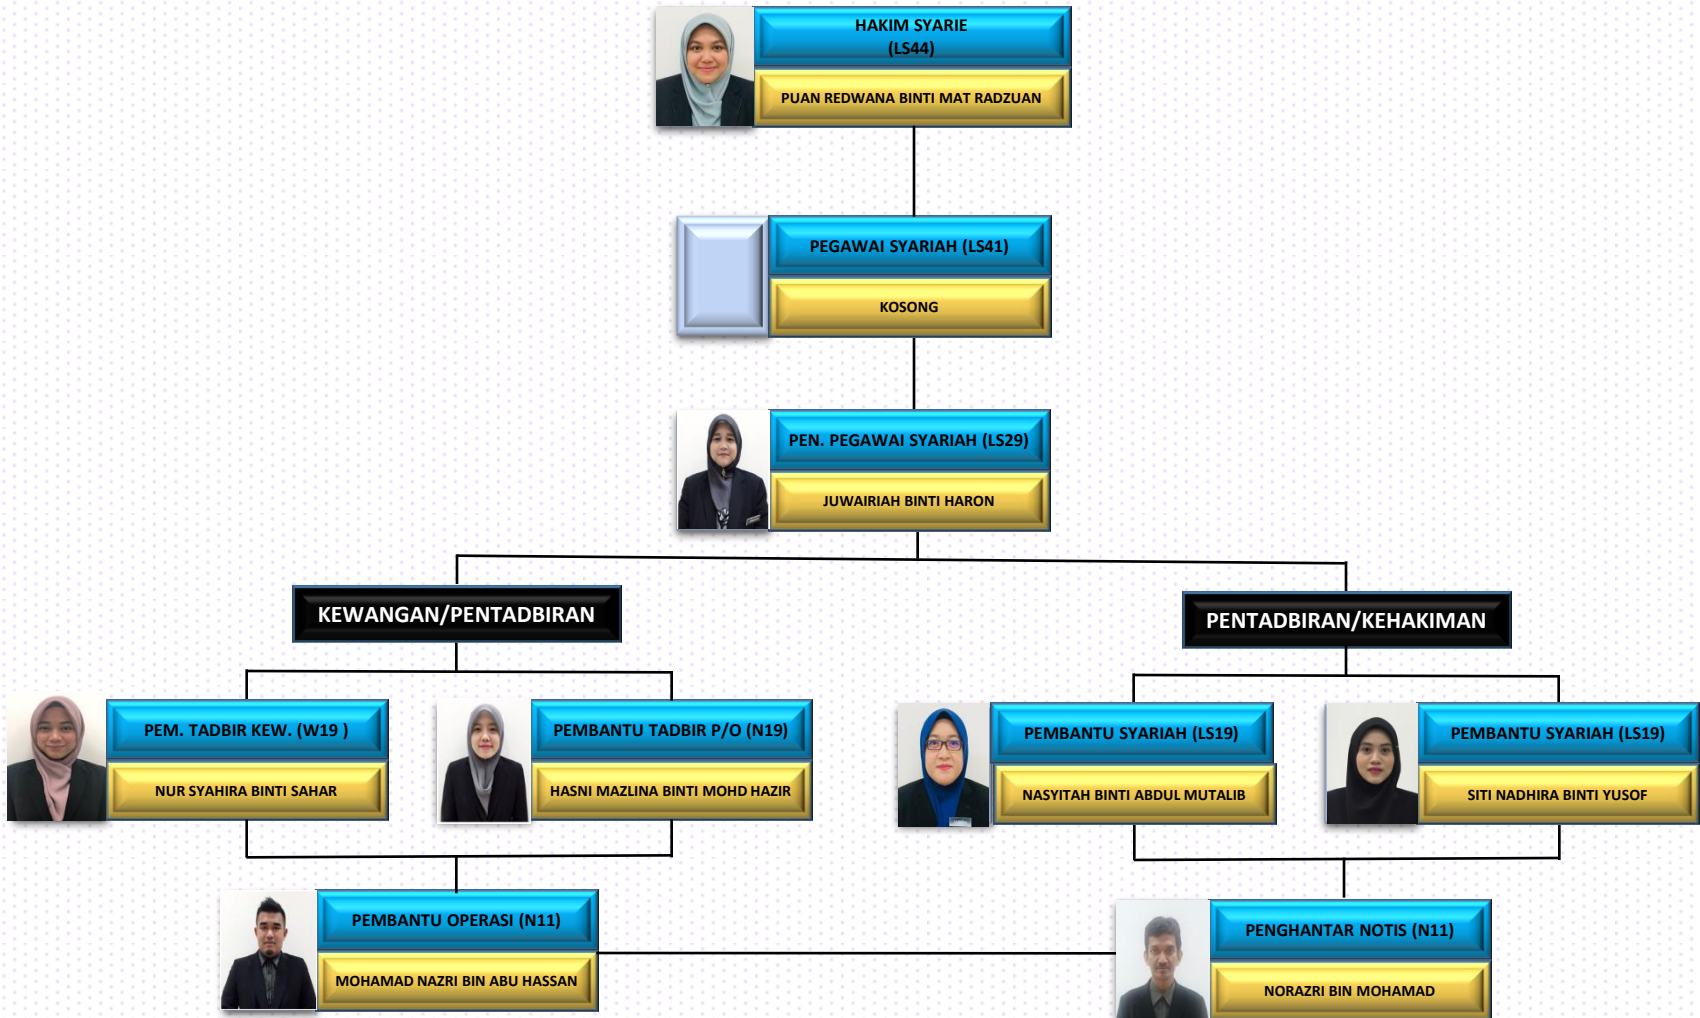 HAKIM SYARIE
(LS44)
PUAN REDWANA BINTI MAT RADZUAN
PEGAWAI SYARIAH (LS41)
KOSONG
PEN. PEGAWAI SYARIAH (LS29)
JUWAIRIAH BINTI HARON
KEWANGAN/PENTADBIRAN
PENTADBIRAN/KEHAKIMAN
PEM. TADBIR KEW. (W19 )
NUR SYAHIRA BINTI SAHAR
PEMBANTU TADBIR P/O (N19)
HASNI MAZLINA BINTI MOHD HAZIR
PEMBANTU SYARIAH (LS19)
NASYITAH BINTI ABDUL MUTALIB
PEMBANTU SYARIAH (LS19)
SITI NADHIRA BINTI YUSOF
PEMBANTU OPERASI (N11)
MOHAMAD NAZRI BIN ABU HASSAN
PENGHANTAR NOTIS (N11)
NORAZRI BIN MOHAMAD